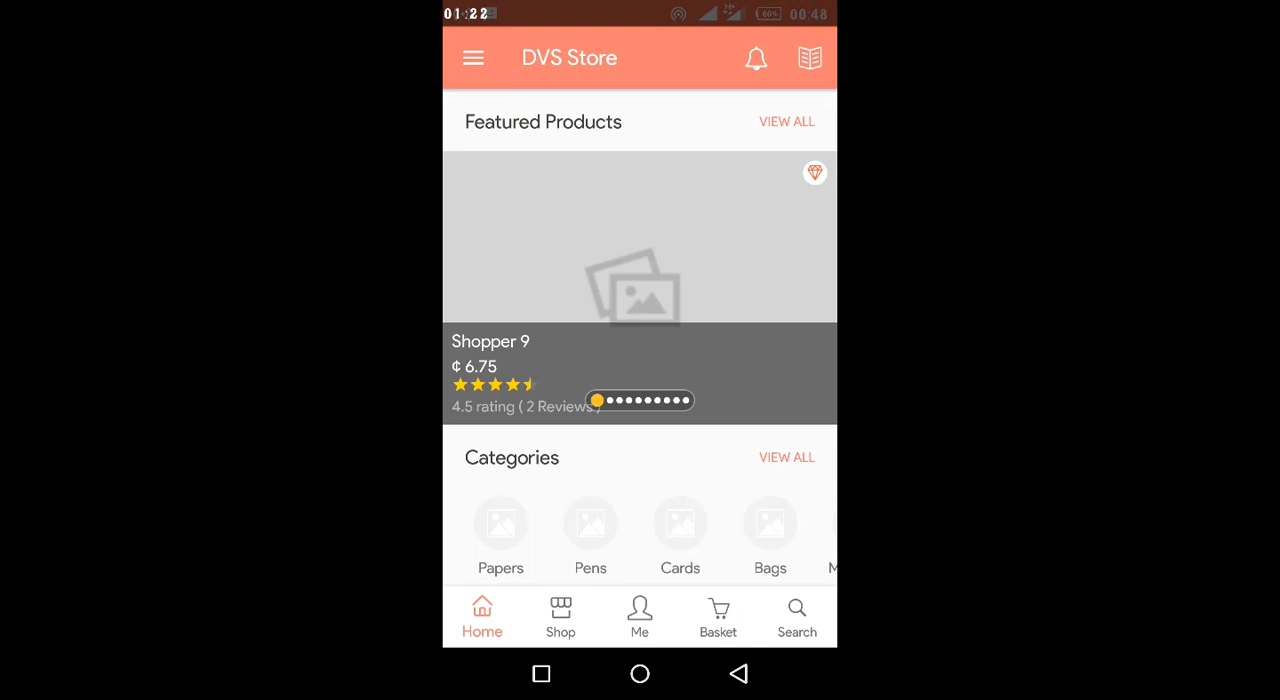 01:22
60% 00:48
DVS Store
Featured Products VIEW ALL
Shopper 9
¢ 6.75
4.5 rating ( 2 Reviews )
Categories VIEW ALL
Papers Pens Cards Bags M
Home Shop Me Basket Search